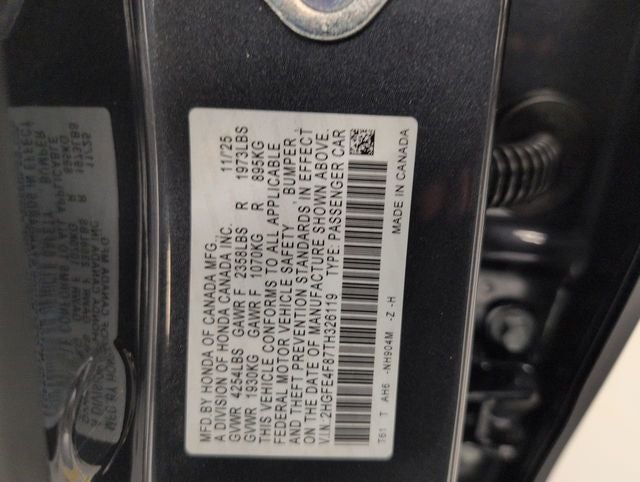 MFD BY HONDA OF CANADA MFG.
A DIVISION OF HONDA CANADA INC. 11/25
GVWR 4254LBS GAWR F 2358LBS R 1973LBS
GVWR 1930KG GAWR F 1070KG R 895KG
THIS VEHICLE CONFORMS TO ALL APPLICABLE
FEDERAL MOTOR VEHICLE SAFETY , BUMPER
AND THEFT PREVENTION STANDARDS IN EFFECT
ON THE DATE OF MANUFACTURE SHOWN ABOVE.
V.I.N: 2HGFE4F87TH326119 TYPE: PASSENGER CAR
T61 T AH6 -NH904M -Z -H
MADE IN CANADA